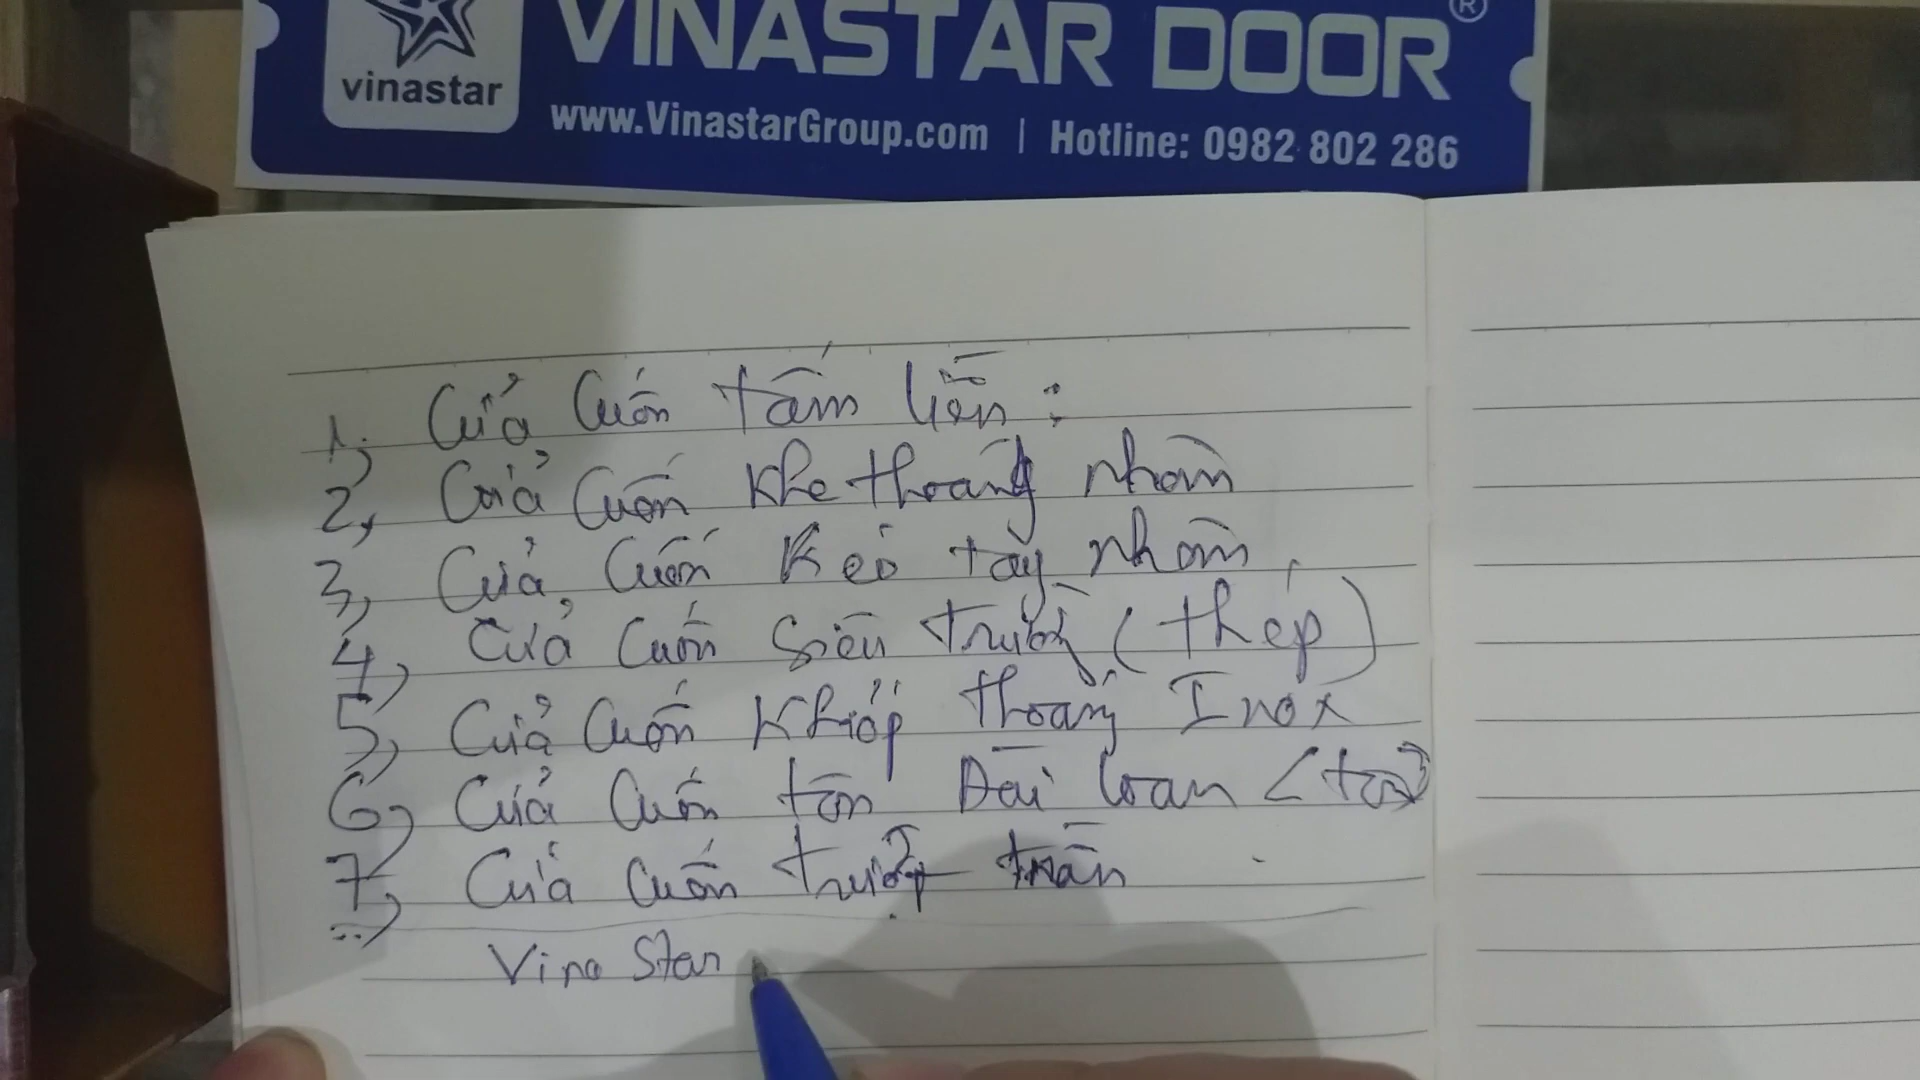 VINASTAR DOOR®
vinastar
www.VinastarGroup.com | Hotline: 0982 802 286
1. Cửa Cuốn tấm liền :
2, Cửa Cuốn Khe thoáng nhôm
3, Cửa Cuốn Kéo tay nhôm
4, Cửa Cuốn Siêu trường (thép)
5, Cửa Cuốn Khớp thoáng Inox
6, Cửa Cuốn tôn Đài loan
7, Cửa Cuốn trượt trần
Vina Star